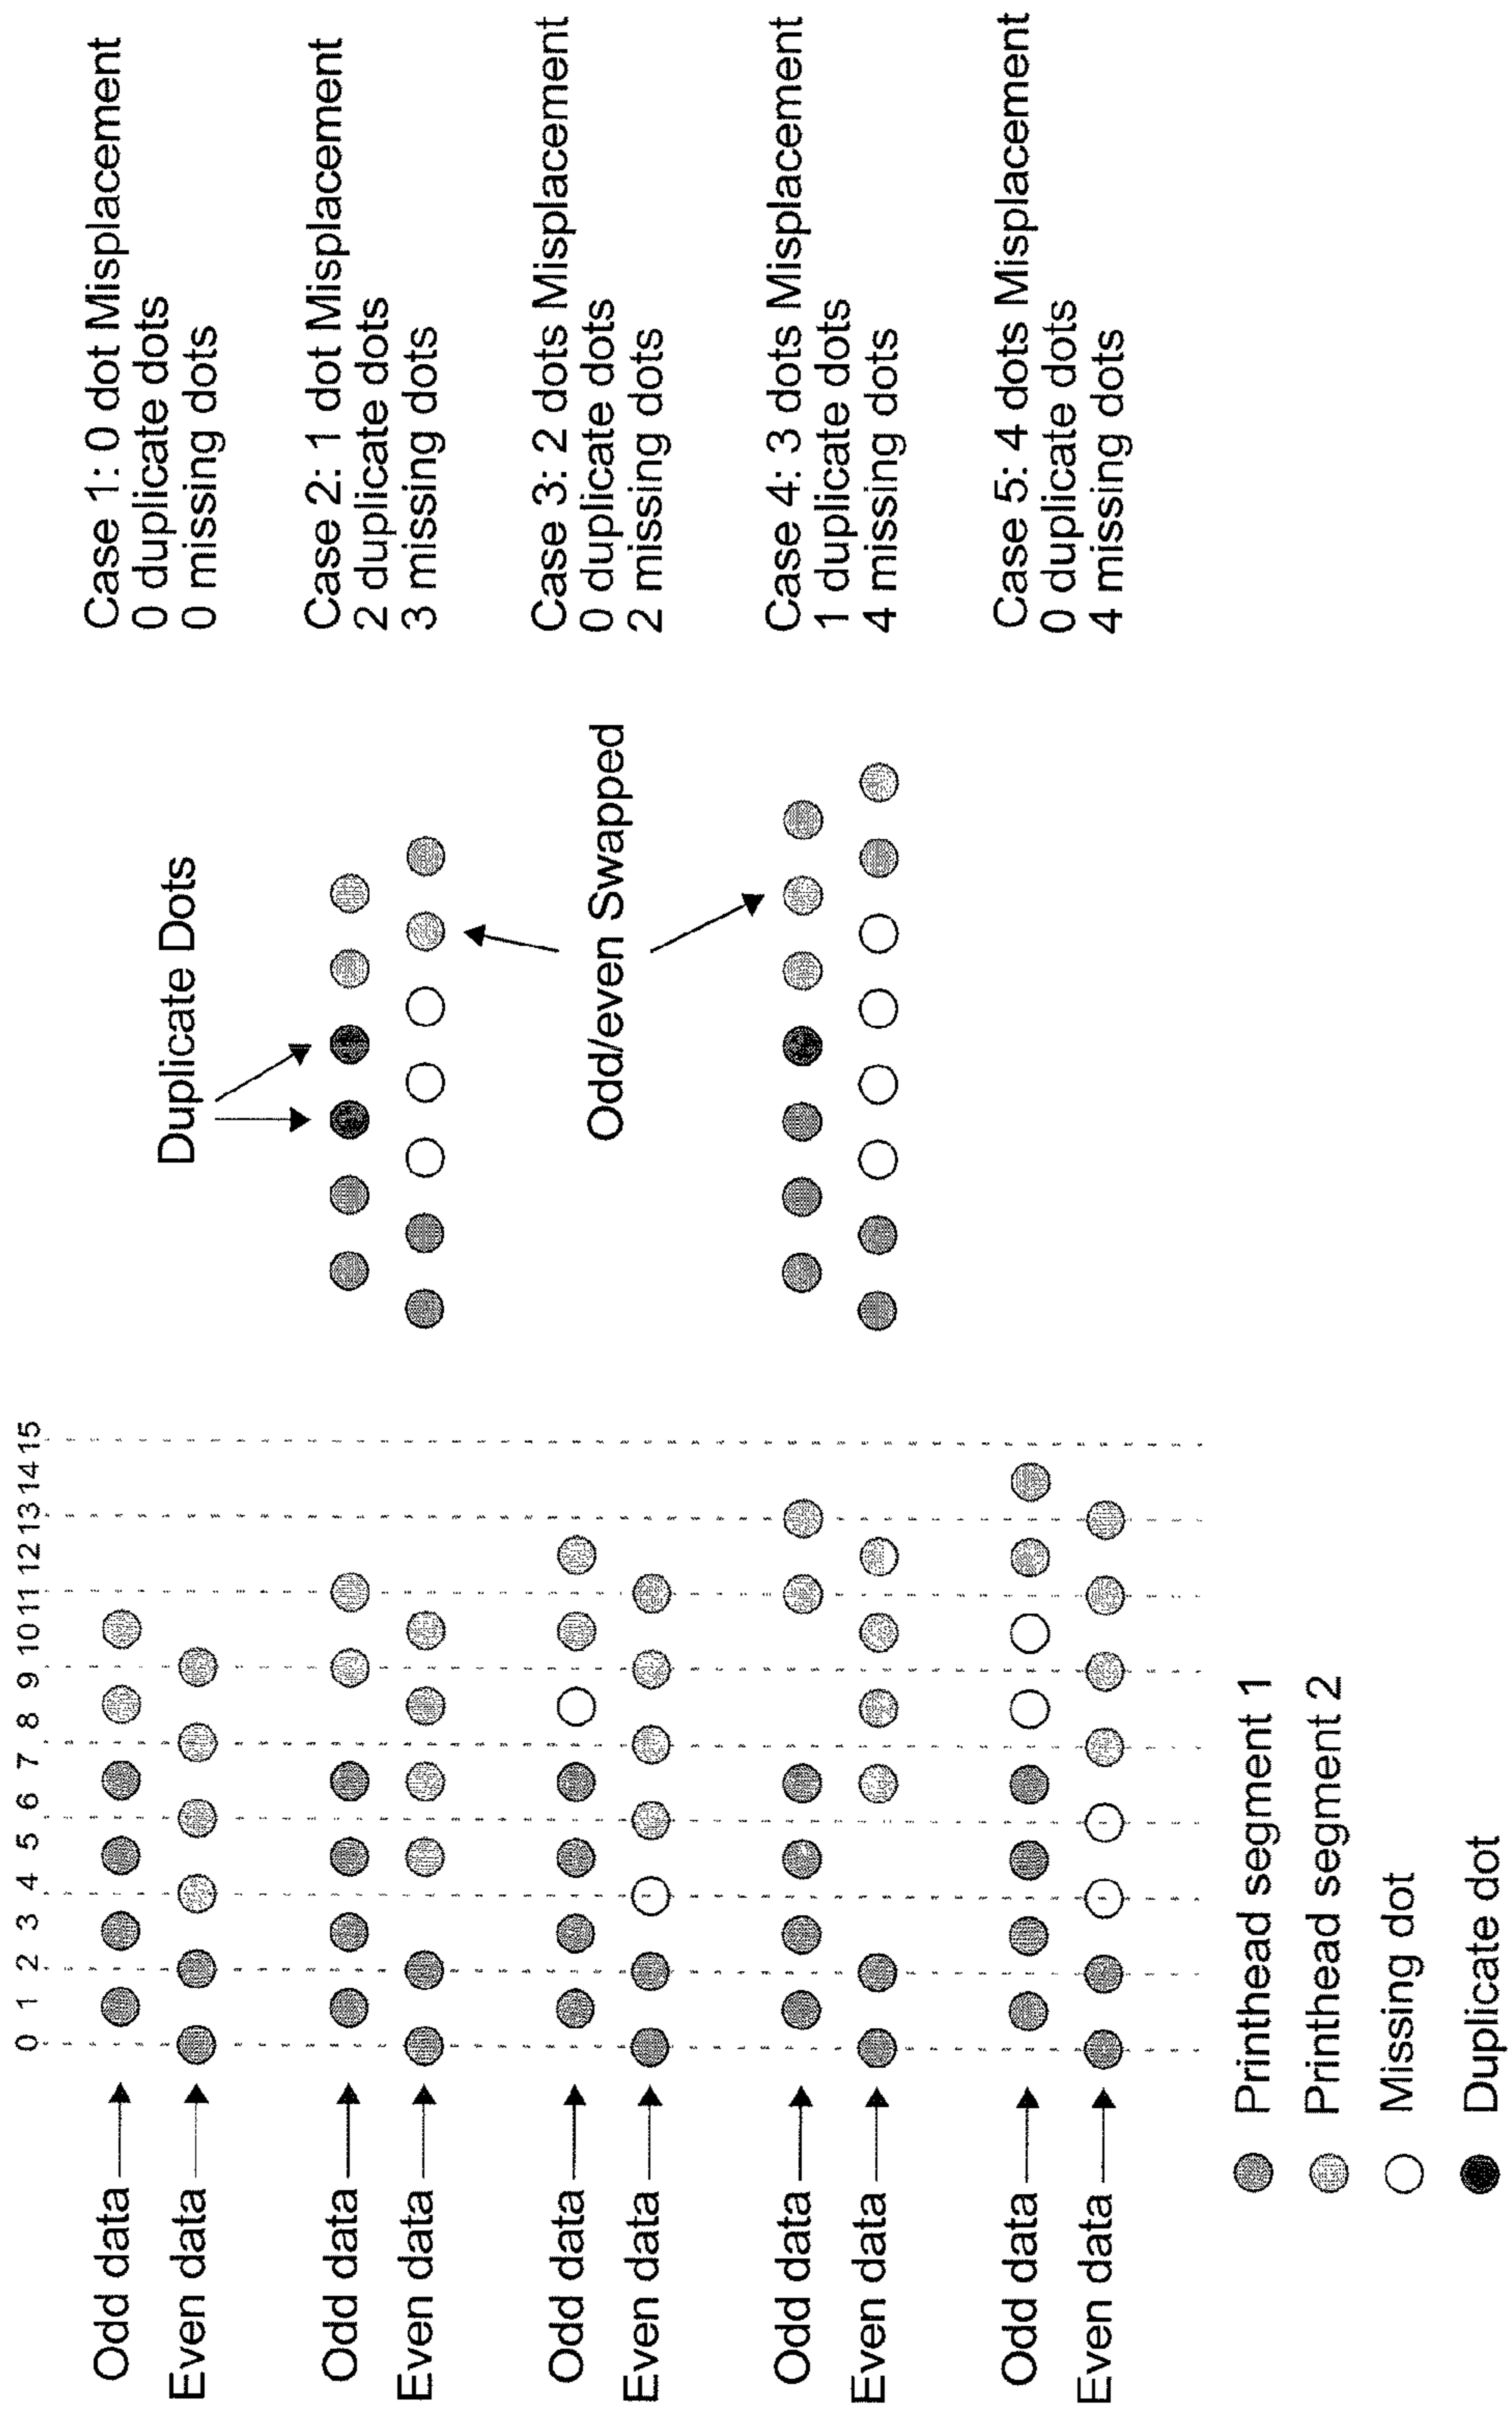 0 1 2 3 4 5 6 7 8 9 10 11 12 13 14 15
Odd data
Even data
Case 1: 0 dot Misplacement
0 duplicate dots
0 missing dots
Duplicate Dots
Odd data
Even data
Case 2: 1 dot Misplacement
2 duplicate dots
3 missing dots
Odd data
Even data
Odd/even Swapped
Case 3: 2 dots Misplacement
0 duplicate dots
2 missing dots
Odd data
Even data
Case 4: 3 dots Misplacement
1 duplicate dots
4 missing dots
Odd data
Even data
Case 5: 4 dots Misplacement
0 duplicate dots
4 missing dots
Printhead segment 1
Printhead segment 2
Missing dot
Duplicate dot